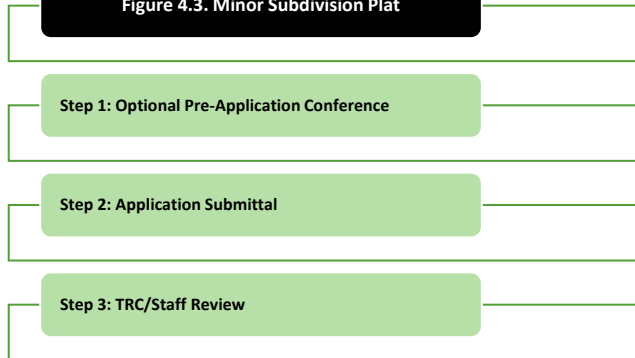 Figure 4.3. Minor Subdivision Plat
Step 1: Optional Pre-Application Conference
Step 2: Application Submittal
Step 3: TRC/Staff Review